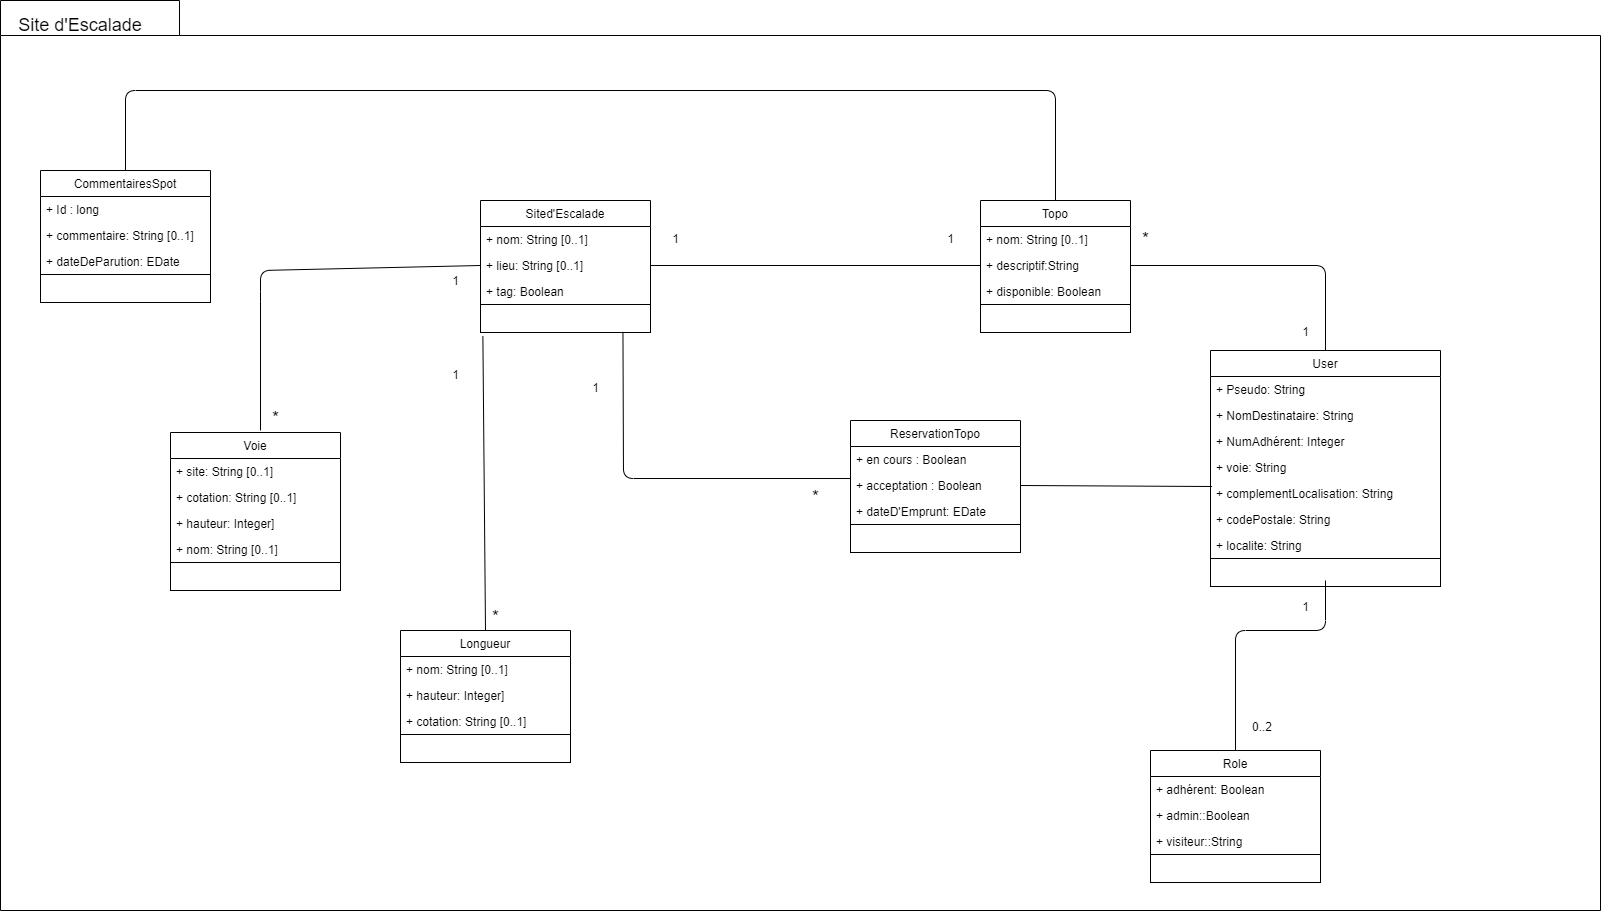 Site d'Escalade
CommentairesSpot
+ Id : long
+ commentaire: String [0..1]
+ dateDeParution: EDate
Sited'Escalade
+ nom: String [0..1]
+ lieu: String [0..1]
+ tag: Boolean
1
1
Topo
+ nom: String [0..1]
+ descriptif:String
+ disponible: Boolean
*
1
1
*
1
1
*
*
1
User
+ Pseudo: String
+ NomDestinataire: String
+ NumAdhérent: Integer
+ voie: String
+ complementLocalisation: String
+ codePostale: String
+ localite: String
Voie
+ site: String [0..1]
+ cotation: String [0..1]
+ hauteur: Integer]
+ nom: String [0..1]
ReservationTopo
+ en cours : Boolean
+ acceptation : Boolean
+ dateD'Emprunt: EDate
Longueur
+ nom: String [0..1]
+ hauteur: Integer]
+ cotation: String [0..1]
1
0..2
Role
+ adhérent: Boolean
+ admin::Boolean
+ visiteur::String